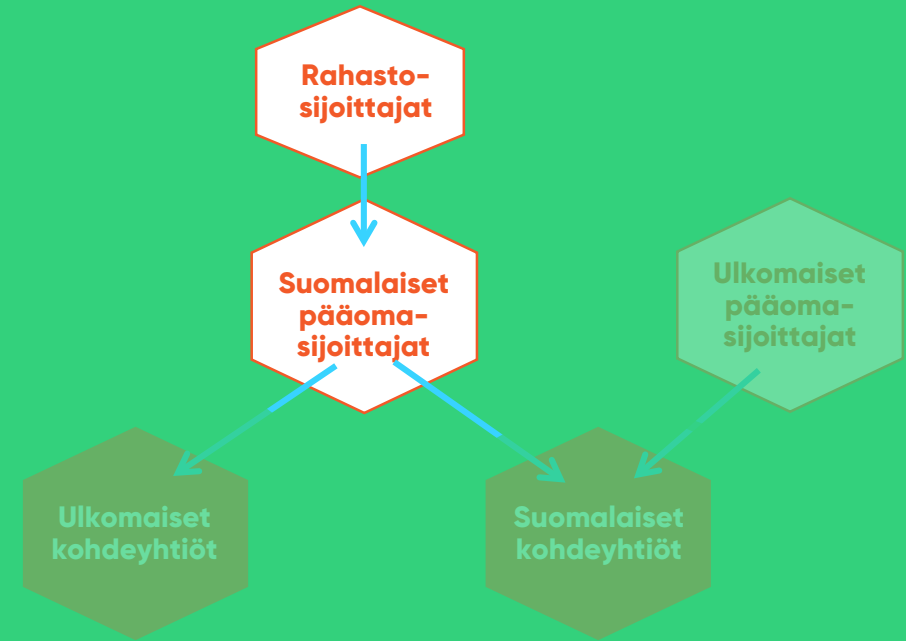 Rahasto-
sijoittajat
Suomalaiset
pääoma-
sijoittajat
Ulkomaiset
pääoma-
sijoittajat
Ulkomaiset
kohdeyhtiöt
Suomalaiset
kohdeyhtiöt